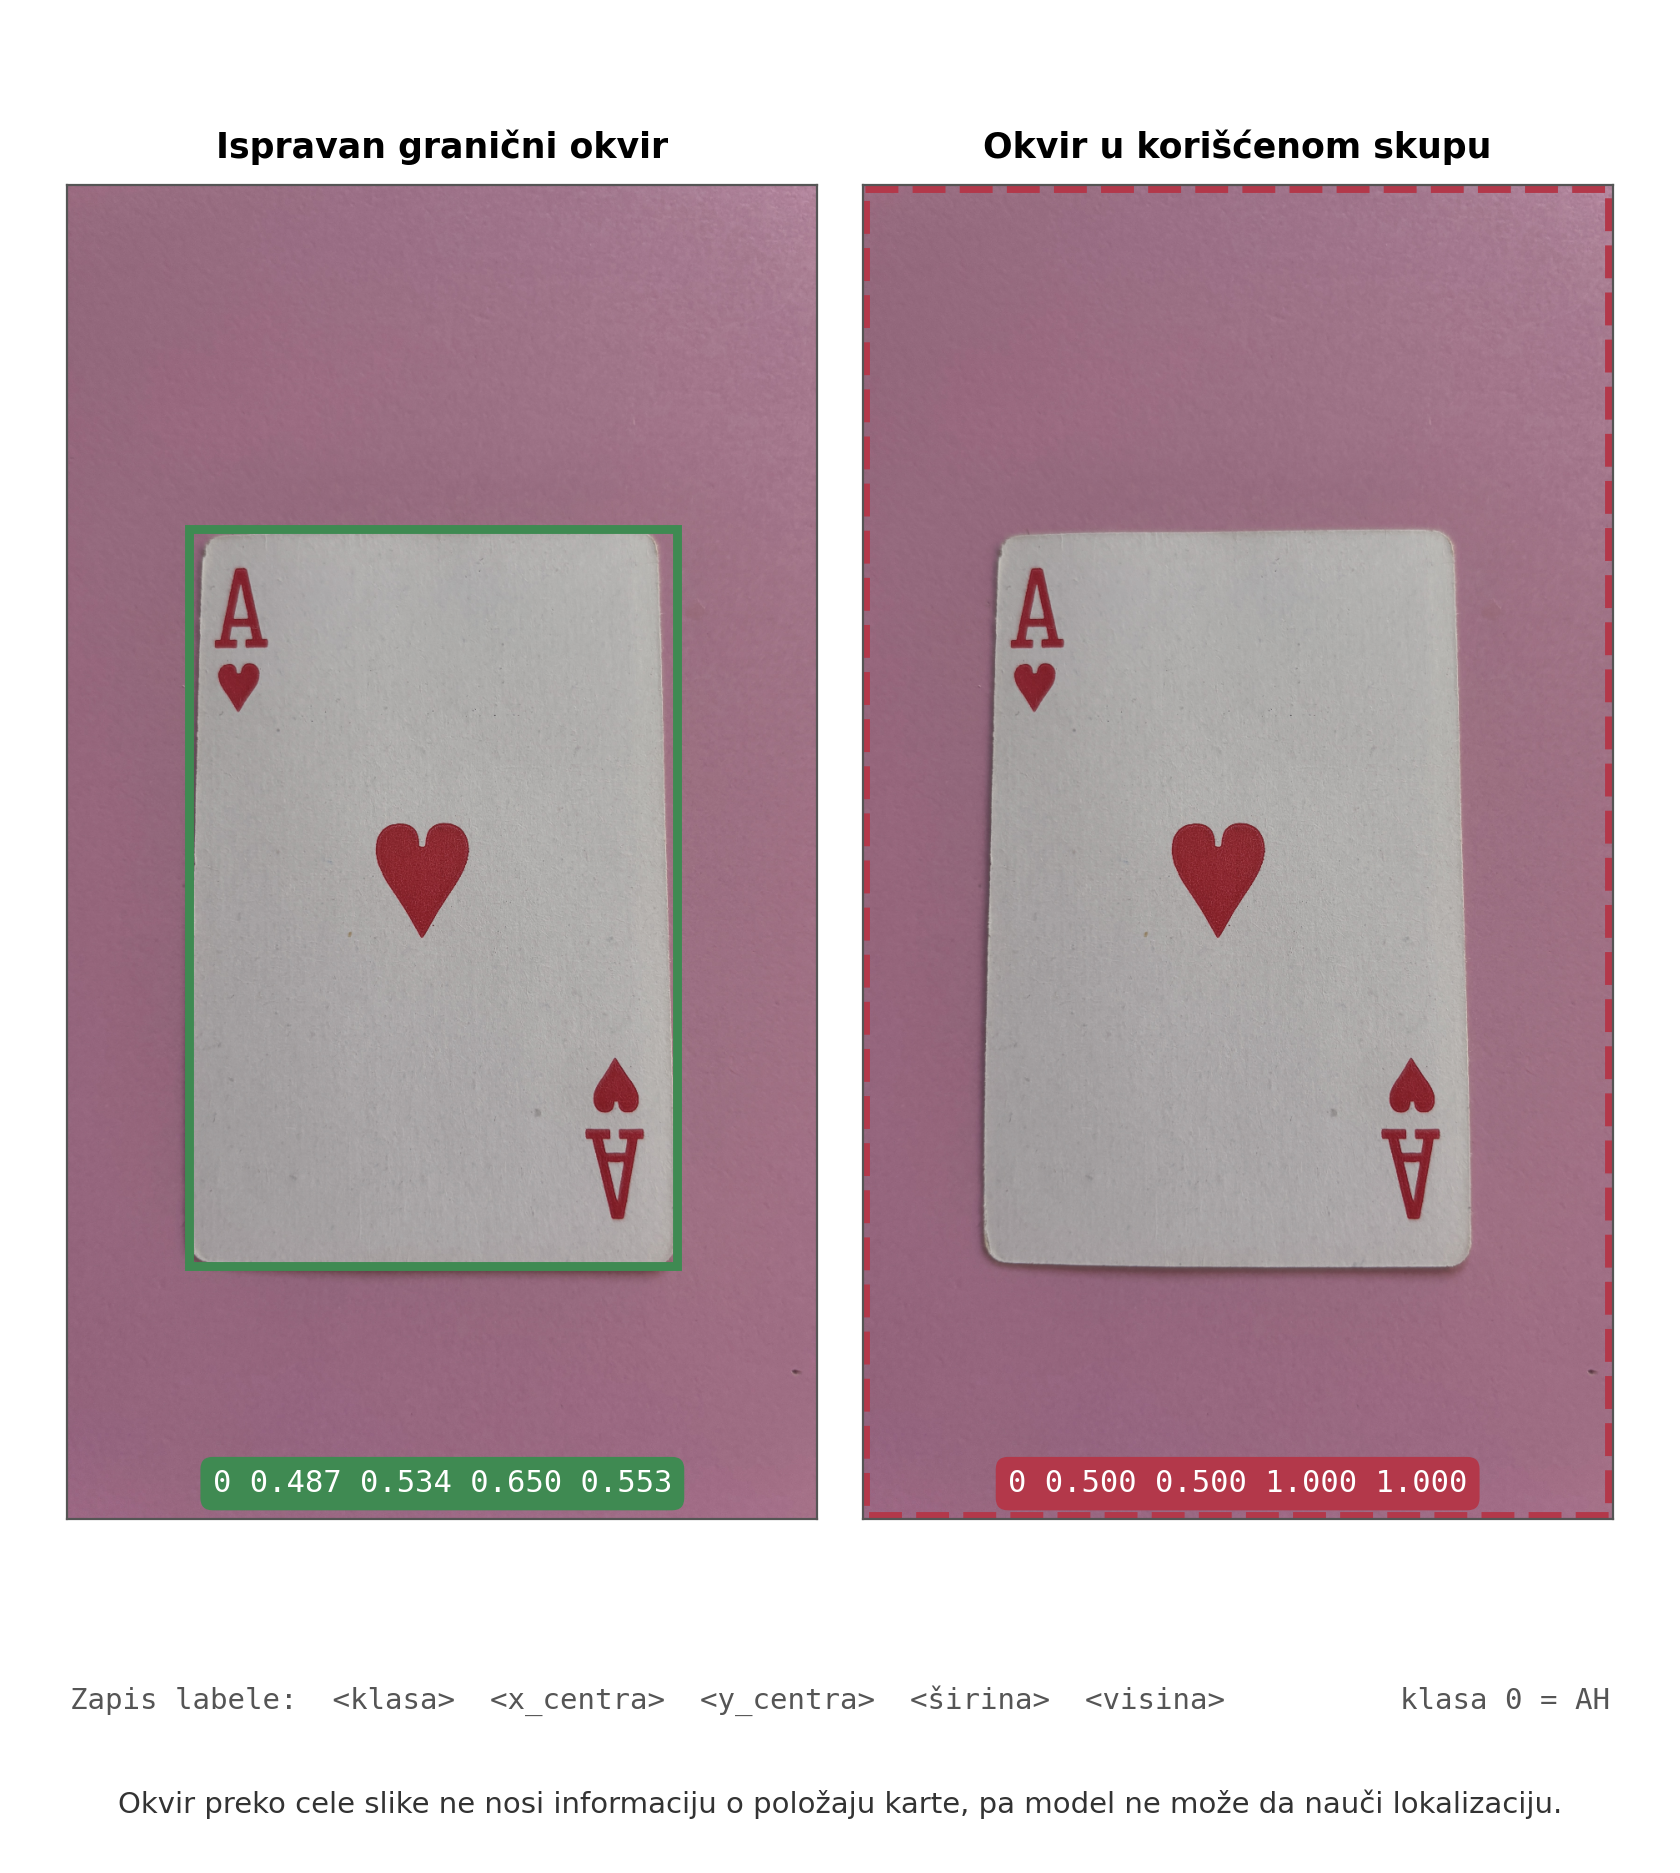 Ispravan granični okvir
Okvir u korišćenom skupu
A
A
A
A
0 0.487 0.534 0.650 0.553
0 0.500 0.500 1.000 1.000
Zapis labele: <klasa> <x_centra> <y_centra> <širina> <visina> klasa 0 = AH
Okvir preko cele slike ne nosi informaciju o položaju karte, pa model ne može da nauči lokalizaciju.